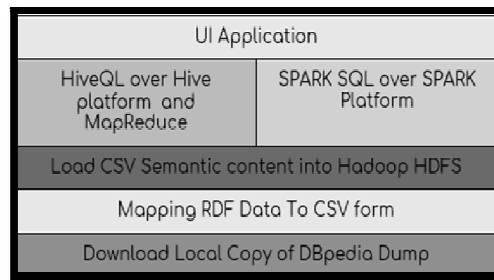 UI Application
HiveQL over Hive
platform and
MapReduce
SPARK SQL over SPARK
Platform
Load CSV Semantic content into Hadoop HDFS
Mapping RDF Data To CSV form
Download Local Copy of DBpedia Dump